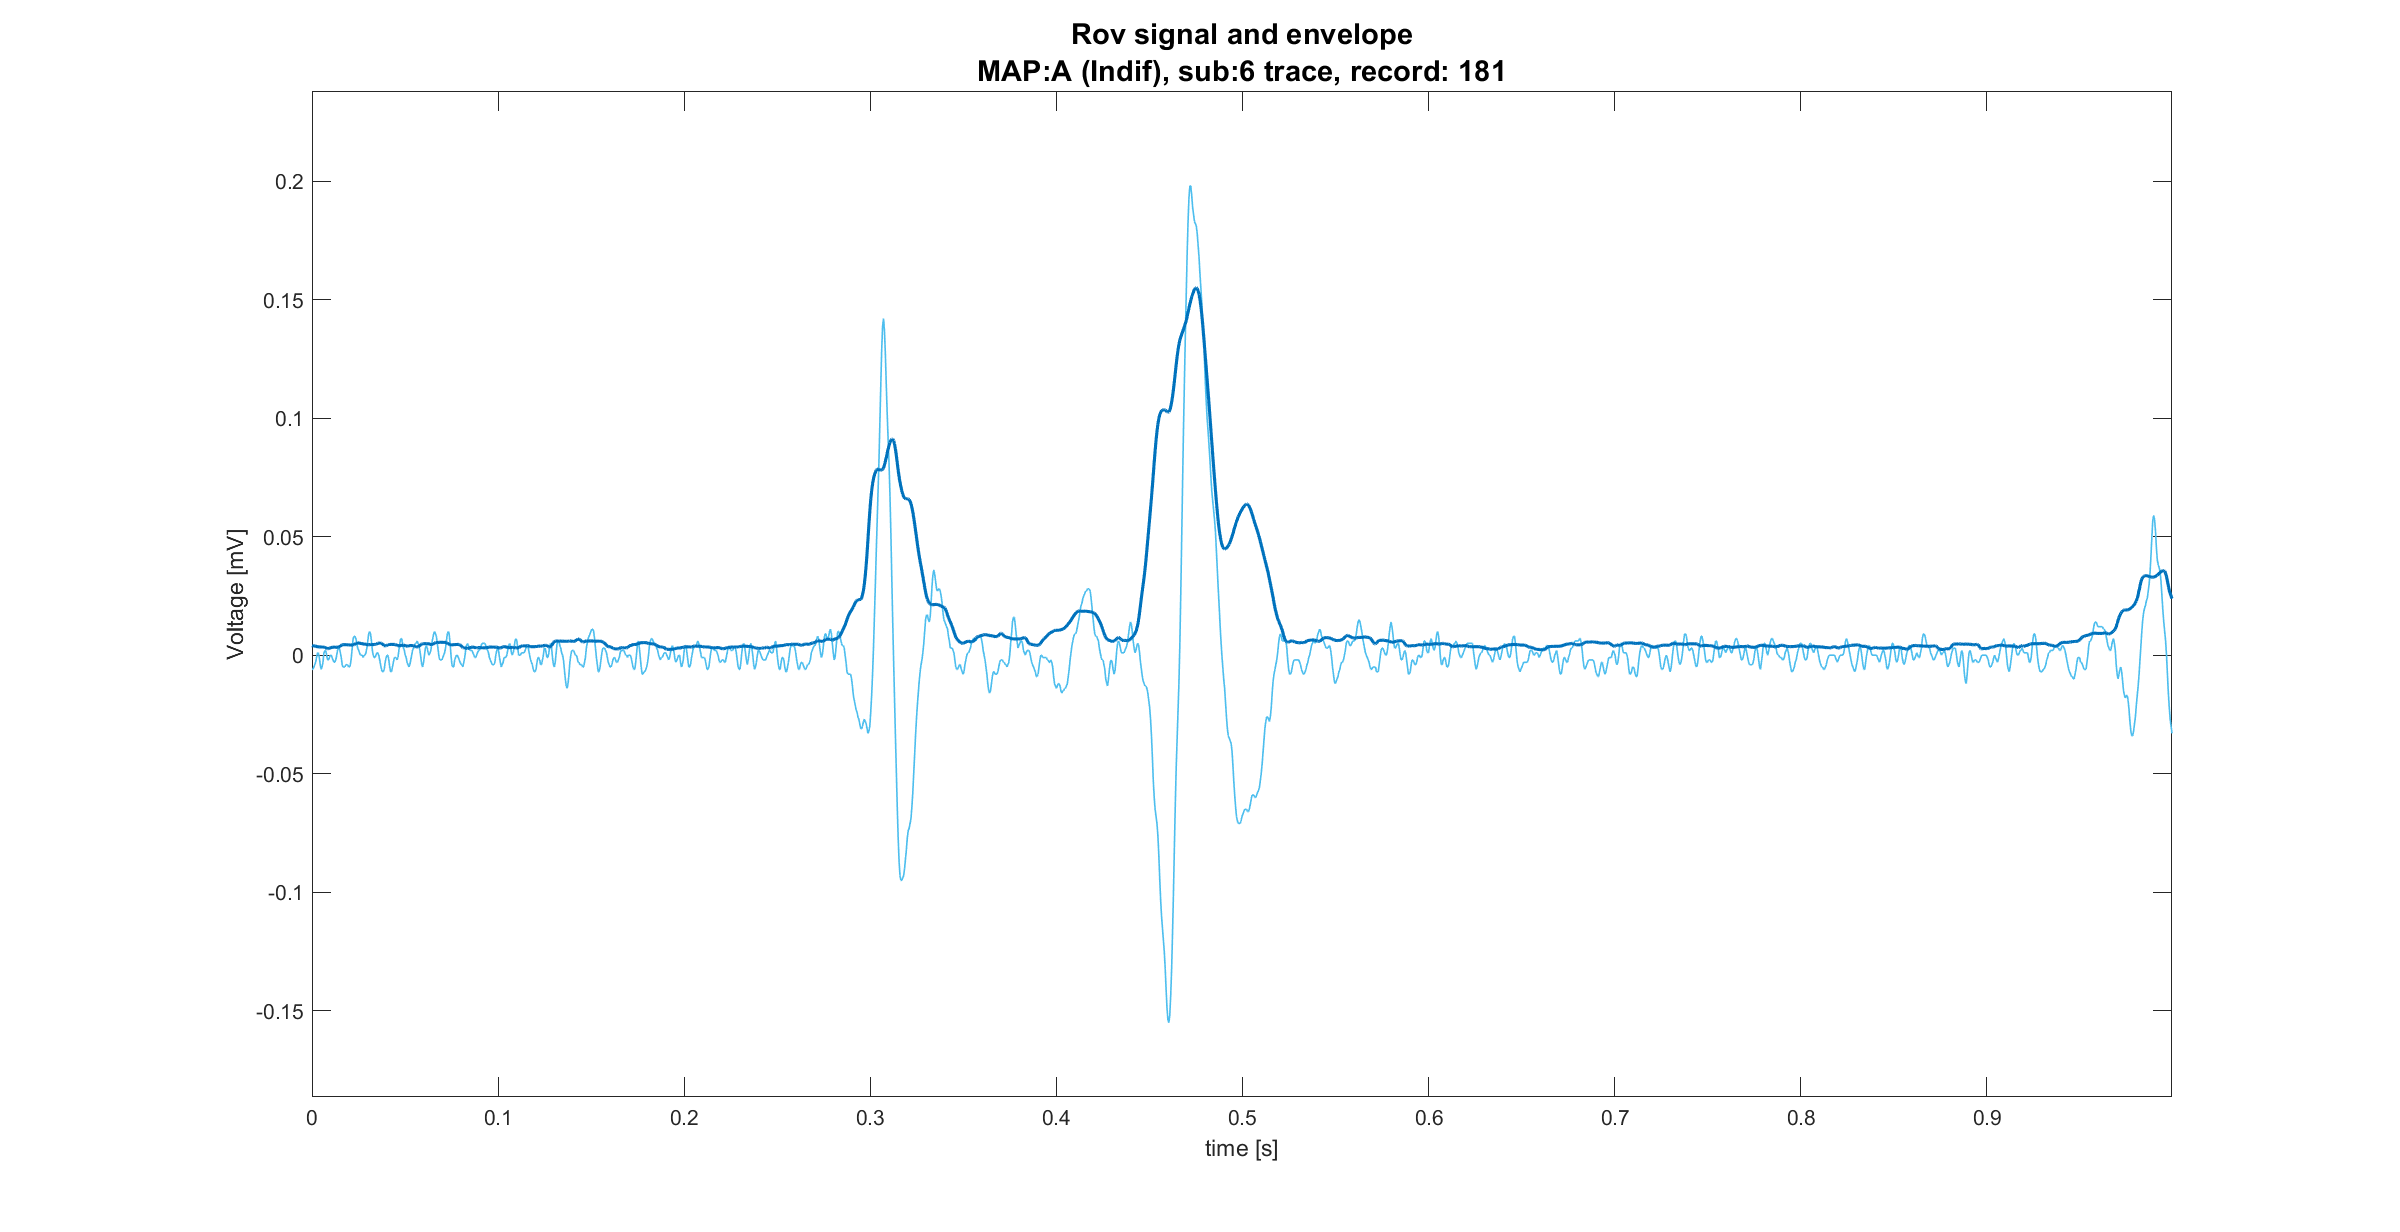 Rov signal and envelope
MAP:A (Indif), sub:6 trace, record: 181
0.2
0.15
0.1
0.05
0
-0.05
-0.1
-0.15
Voltage [mV]
0 0.1 0.2 0.3 0.4 0.5 0.6 0.7 0.8 0.9
time [s]